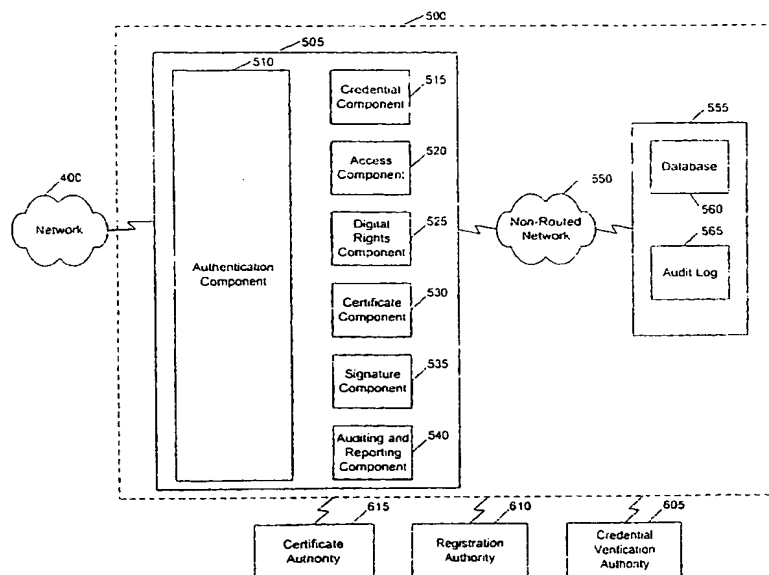 500
505
510
Credential
Component
515
555
Access
Component
520
Database
400
550
560
Network
Authentication
Component
Digital
Rights
Component
525
Non-Routed
Network
565
Audit Log
Certificate
Component
530
Signature
Component
535
Auditing and
Reporting
Component
540
615
610
605
Certificate
Authority
Registration
Authority
Credential
Verification
Authority